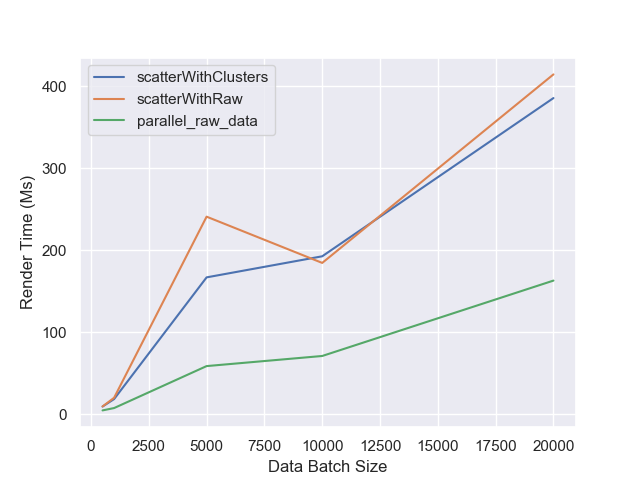 scatterWithClusters
scatterWithRaw
parallel_raw_data
400
300
200
100
0
Render Time (Ms)
0 2500 5000 7500 10000 12500 15000 17500 20000
Data Batch Size